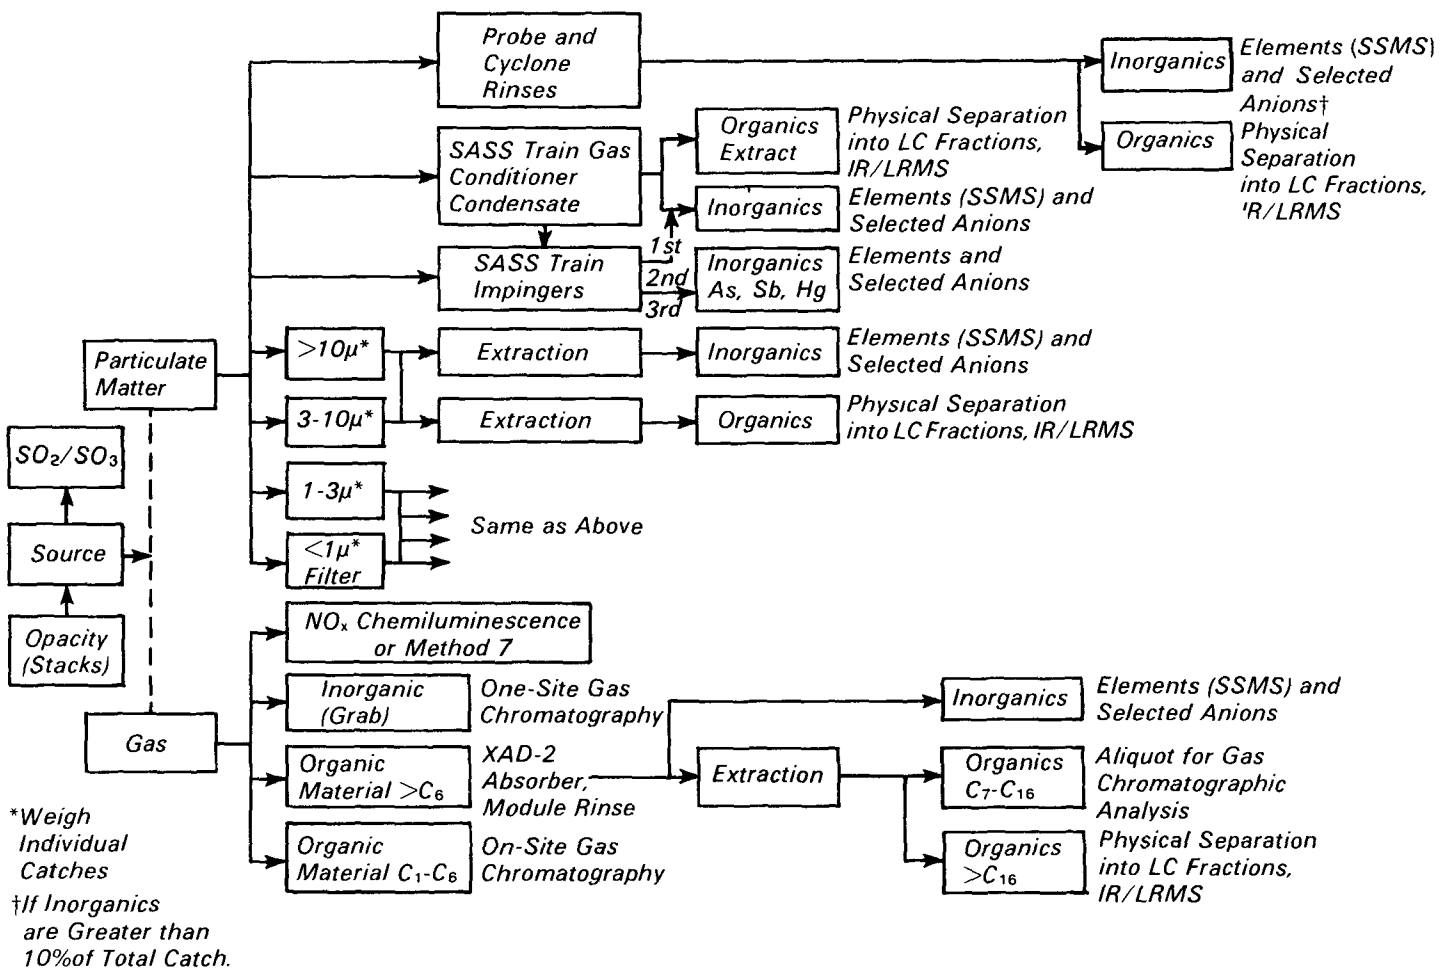 Probe and
Cyclone
Rinses
Inorganics
Elements (SSMS)
and Selected
Anions†
Organics
Physical
Separation
into LC Fractions,
IR/LRMS
SASS Train Gas
Conditioner
Condensate
Organics
Extract
Physical Separation
into LC Fractions,
IR/LRMS
Inorganics
Elements (SSMS) and
Selected Anions
SASS Train
Impingers
1st
2nd
3rd
Inorganics
As, Sb, Hg
Elements and
Selected Anions
Particulate
Matter
>10µ*
Extraction
Inorganics
Elements (SSMS) and
Selected Anions
3-10µ*
Extraction
Organics
Physical Separation
into LC Fractions, IR/LRMS
SO₂/SO₃
Source
Opacity
(Stacks)
1-3µ*
<1µ*
Filter
Same as Above
Gas
NOₓ Chemiluminescence
or Method 7
Inorganic
(Grab)
One-Site Gas
Chromatography
Organic
Material >C₆
XAD-2
Absorber,
Module Rinse
Extraction
Inorganics
Elements (SSMS) and
Selected Anions
Organics
C₇-C₁₆
Aliquot for Gas
Chromatographic
Analysis
Organics
>C₁₆
Physical Separation
into LC Fractions,
IR/LRMS
Organic
Material C₁-C₆
On-Site Gas
Chromatography
*Weigh
Individual
Catches
†If Inorganics
are Greater than
10%of Total Catch.